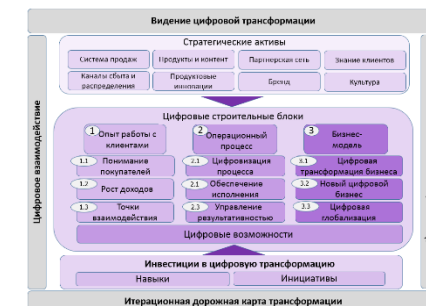 Видение цифровой трансформации
Цифровое взаимодействие
Стратегические активы
Система продаж
Продукты и контент
Партнерская сеть
Знание клиентов
Каналы сбыта и
распределения
Продуктовые
инновации
Бренд
Культура
Цифровые строительные блоки
1
Опыт работы с
клиентами
2
Операционный
процесс
3
Бизнес-
модель
1.1
Понимание
покупателей
2.1
Цифровизация
процесса
3.1
Цифровая
трансформация бизнеса
1.2
Рост доходов
2.1
Обеспечение
исполнения
3.2
Новый цифровой
бизнес
1.3
Точки
взаимодействия
2.3
Управление
результативностью
3.3
Цифровая
глобализация
Цифровые возможности
Инвестиции в цифровую трансформацию
Навыки
Инициативы
Итерационная дорожная карта трансформации